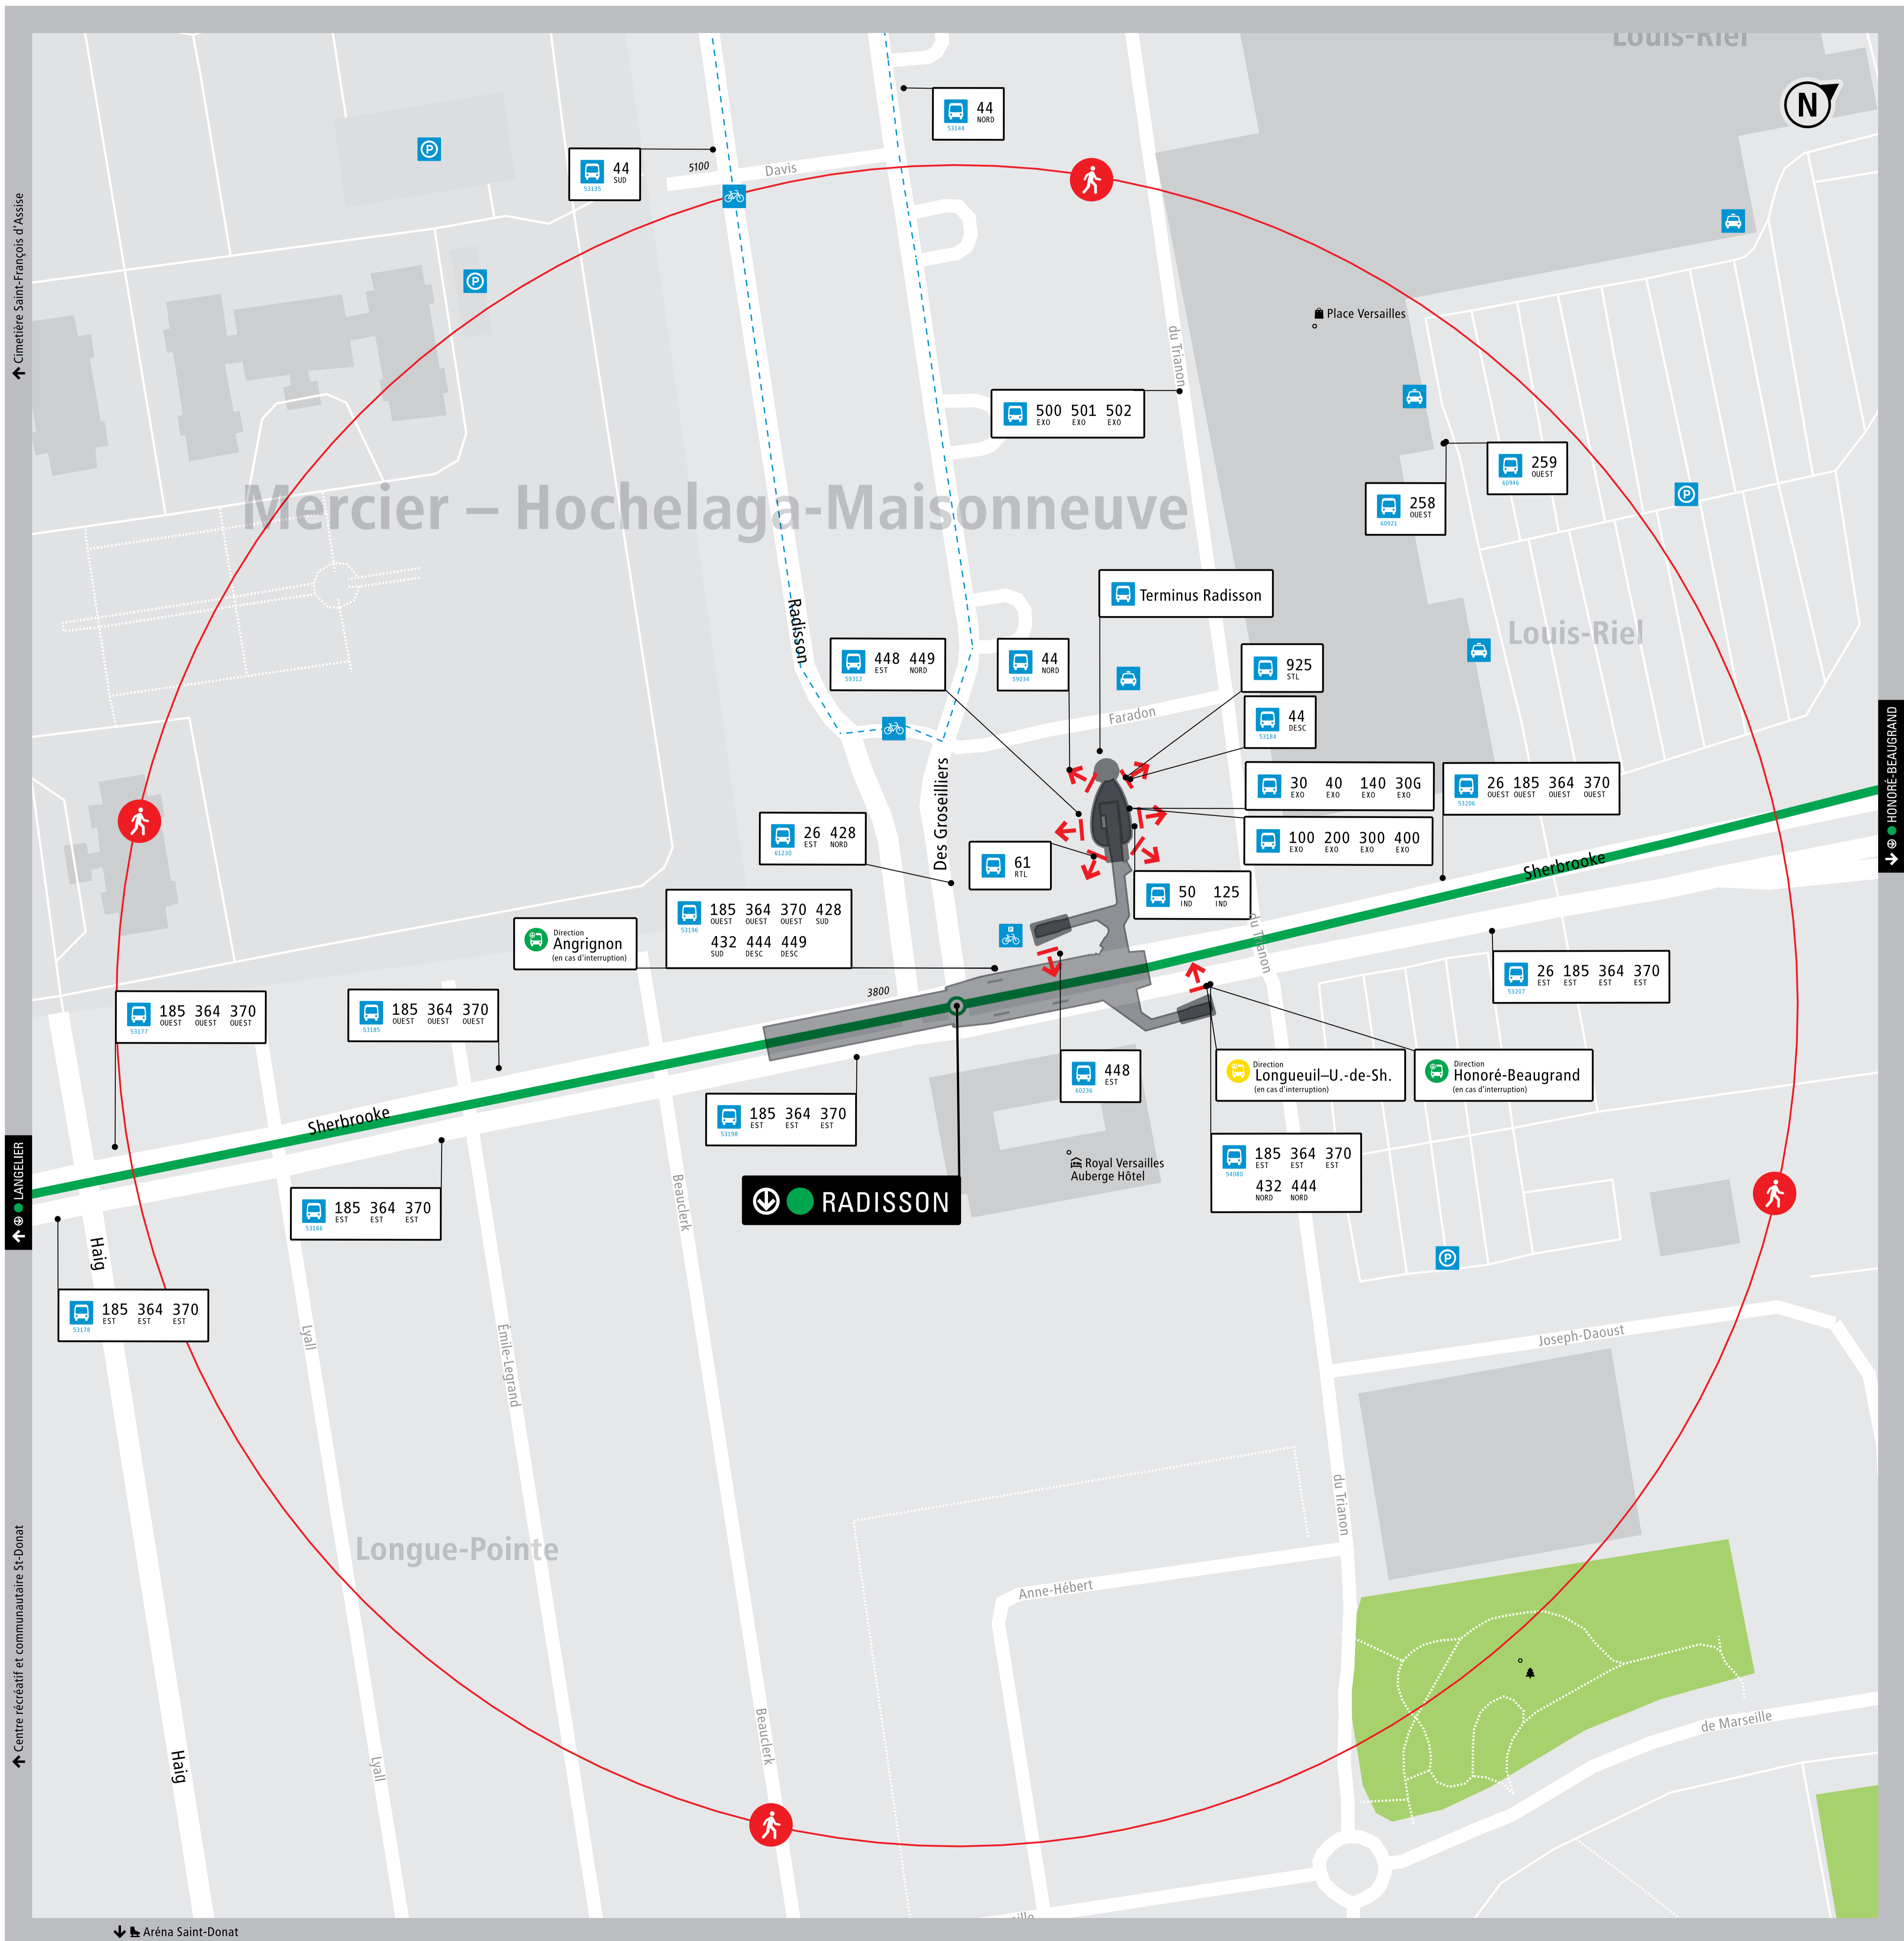 Louis-Riel
N
44
NORD
53144
44
SUD
53135
5100
Davis
Cimetière Saint-François d'Assise
Place Versailles
du Trianon
500 501 502
EXO EXO EXO
259
OUEST
60946
258
OUEST
60921
Mercier – Hochelaga-Maisonneuve
Terminus Radisson
Radisson
Louis-Riel
448 449
EST NORD
59312
44
NORD
59034
925
STL
44
DESC
53184
Faradon
HONORÉ-BEAUGRAND
Des Groseilliers
30 40 140 30G
EXO EXO EXO EXO
26 185 364 370
OUEST OUEST OUEST OUEST
53206
26 428
EST NORD
61230
100 200 300 400
EXO EXO EXO EXO
61
RTL
Sherbrooke
50 125
IND IND
185 364 370 428
OUEST OUEST OUEST SUD
53196
432 444 449
SUD DESC DESC
Direction
Angrignon
(en cas d'interruption)
du Trianon
26 185 364 370
EST EST EST EST
53207
3800
185 364 370
OUEST OUEST OUEST
53177
185 364 370
OUEST OUEST OUEST
53185
448
EST
60236
Direction
Longueuil–U.-de-Sh.
(en cas d'interruption)
Direction
Honoré-Beaugrand
(en cas d'interruption)
Sherbrooke
185 364 370
EST EST EST
53198
LANGELIER
Royal Versailles
Auberge Hôtel
185 364 370
EST EST EST
54080
432 444
NORD NORD
RADISSON
185 364 370
EST EST EST
53186
Beauclerk
Haig
185 364 370
EST EST EST
53178
Lyall
Émile-Legrand
Joseph-Daoust
du Trianon
Longue-Pointe
Centre récréatif et communautaire St-Donat
Anne-Hébert
de Marseille
Beauclerk
Haig
Lyall
Aréna Saint-Donat